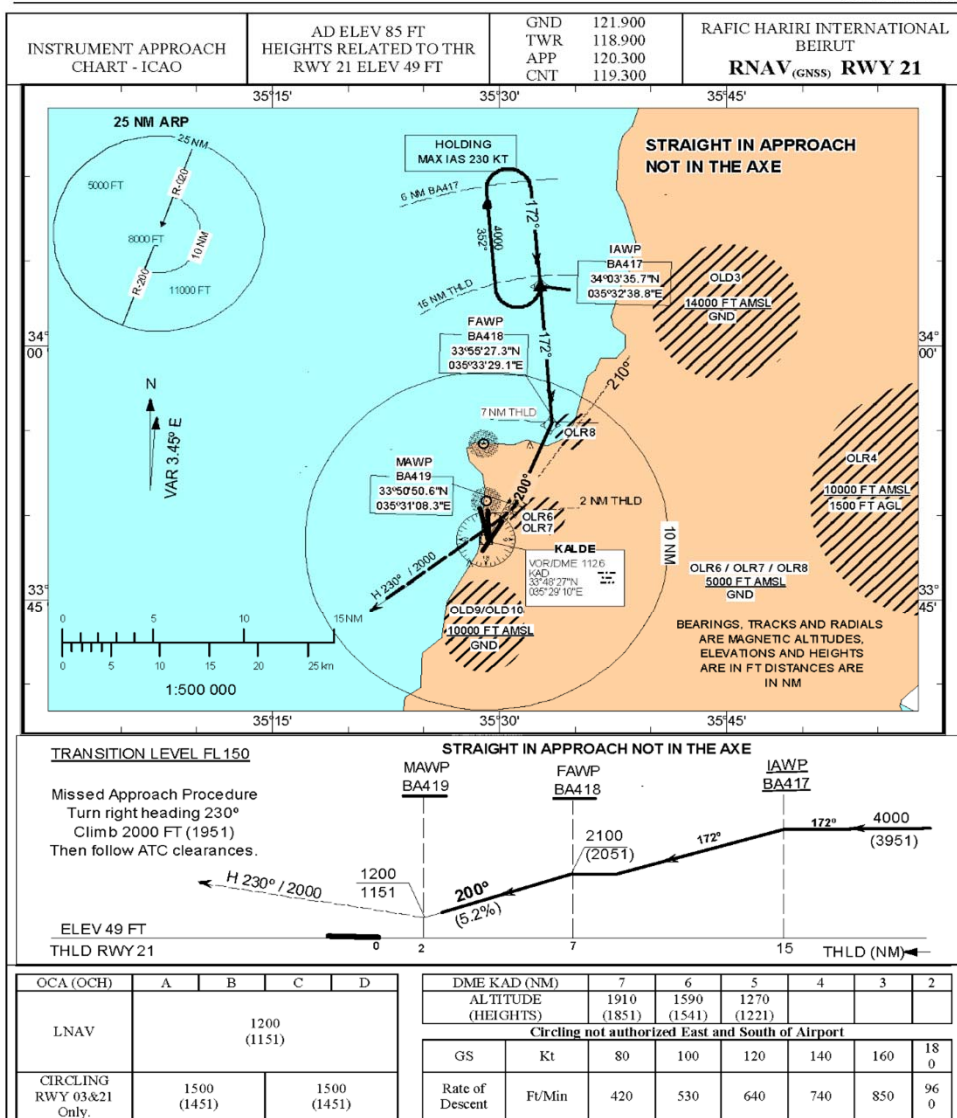 INSTRUMENT APPROACH
CHART - ICAO
AD ELEV 85 FT
HEIGHTS RELATED TO THR
RWY 21 ELEV 49 FT
GND 121.900
TWR 118.900
APP 120.300
CNT 119.300
RAFIC HARIRI INTERNATIONAL
BEIRUT
RNAV(GNSS) RWY 21
35°15' 35°30' 35°45'
25 NM ARP
25 NM
5000 FT
R-020
8000 FT
10 NM
R-200
11000 FT
HOLDING
MAX IAS 230 KT
STRAIGHT IN APPROACH
NOT IN THE AXE
6 NM BA417
172°
4000
352°
15 NM THLD
IAWP
BA417
34°03'35.7"N
035°32'38.8"E
OLD3
14000 FT AMSL
GND
34°
00'
34°
00'
FAWP
BA418
33°55'27.3"N
035°33'29.1"E
172°
210°
7 NM THLD
OLR8
N
VAR 3.45° E
MAWP
BA419
33°50'50.6"N
035°31'08.3"E
200°
2 NM THLD
OLR6
OLR7
OLR4
10000 FT AMSL
1500 FT AGL
KALDE
VOR/DME 112.6
KAD
33°48'27"N
035°29'10"E
10 NM
H 230° / 2000
OLR6 / OLR7 / OLR8
5000 FT AMSL
GND
33°
45'
33°
45'
OLD9/OLD10
10000 FT AMSL
GND
BEARINGS, TRACKS AND RADIALS
ARE MAGNETIC ALTITUDES,
ELEVATIONS AND HEIGHTS
ARE IN FT DISTANCES ARE
IN NM
0 5 10 15NM
0 5 10 15 20 25 km
1:500 000
35°15' 35°30' 35°45'
TRANSITION LEVEL FL150
STRAIGHT IN APPROACH NOT IN THE AXE
Missed Approach Procedure
Turn right heading 230°
Climb 2000 FT (1951)
Then follow ATC clearances.
MAWP
BA419
FAWP
BA418
IAWP
BA417
172°
172°
4000
(3951)
2100
(2051)
1200
1151
H 230° / 2000
200°
(5.2%)
ELEV 49 FT
THLD RWY 21
0 2 7 15 THLD (NM)
OCA (OCH) A B C D
LNAV 1200
(1151)
CIRCLING
RWY 03&21
Only.
1500
(1451)
1500
(1451)
DME KAD (NM) 7 6 5 4 3 2
ALTITUDE
(HEIGHTS)
1910
(1851)
1590
(1541)
1270
(1221)
Circling not authorized East and South of Airport
GS Kt 80 100 120 140 160 180
Rate of
Descent
Ft/Min 420 530 640 740 850 960